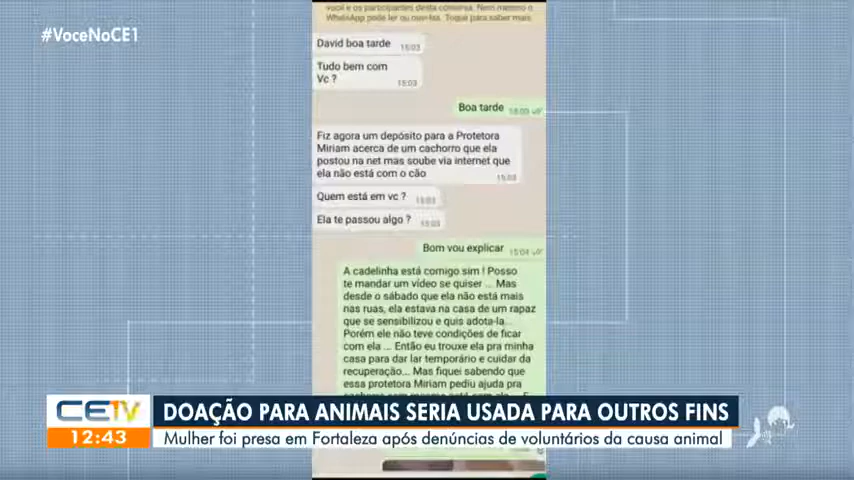 #VoceNoCE1
você e os participantes desta conversa. Nem mesmo o
WhatsApp pode ler ou ouvi-las. Toque para saber mais.
David boa tarde
15:03
Tudo bem com
Vc ?
15:03
Boa tarde
15:03
Fiz agora um depósito para a Protetora
Miriam acerca de um cachorro que ela
postou na net mas soube via internet que
ela não está com o cão
15:03
Quem está em vc ?
15:03
Ela te passou algo ?
15:03
Bom vou explicar
15:04
A cadelinha está comigo sim ! Posso
te mandar um vídeo se quiser ... Mas
desde o sábado que ela não está mais
nas ruas, ela estava na casa de um rapaz
que se sensibilizou e quis adota-la...
Porém ele não teve condições de ficar
com ela ... Então eu trouxe ela pra minha
casa para dar lar temporário e cuidar da
recuperação... Mas fiquei sabendo que
essa protetora Miriam pediu ajuda pra
CETV
12:43
DOAÇÃO PARA ANIMAIS SERIA USADA PARA OUTROS FINS
Mulher foi presa em Fortaleza após denúncias de voluntários da causa animal